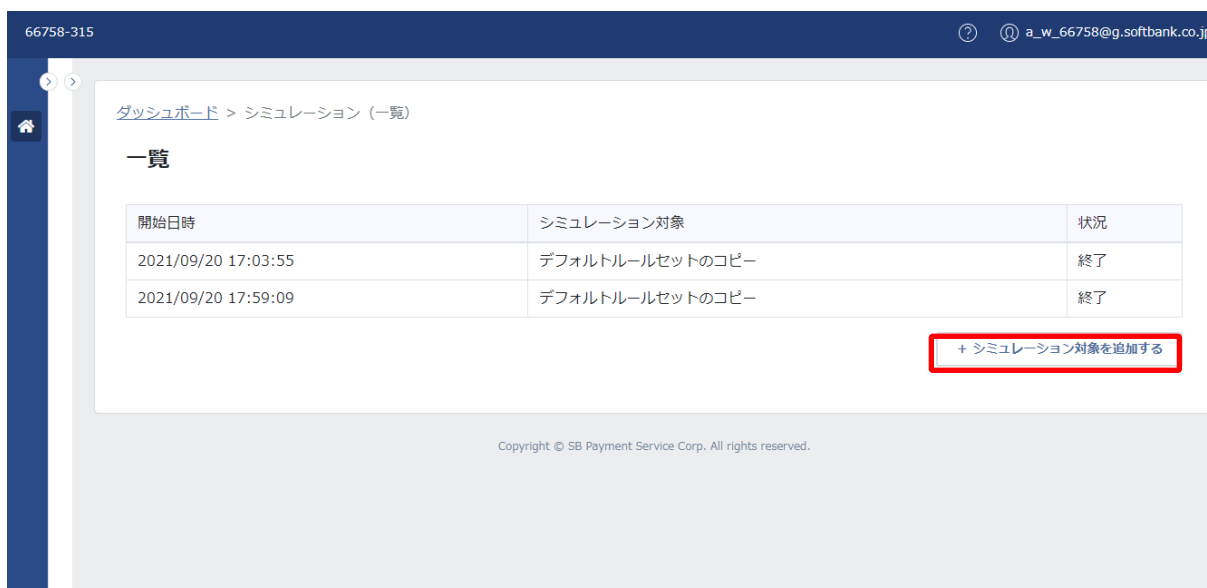 66758-315
a_w_66758@g.softbank.co.jp
ダッシュボード > シミュレーション（一覧）
一覧
開始日時 シミュレーション対象 状況
2021/09/20 17:03:55 デフォルトルールセットのコピー 終了
2021/09/20 17:59:09 デフォルトルールセットのコピー 終了
+ シミュレーション対象を追加する
Copyright © SB Payment Service Corp. All rights reserved.